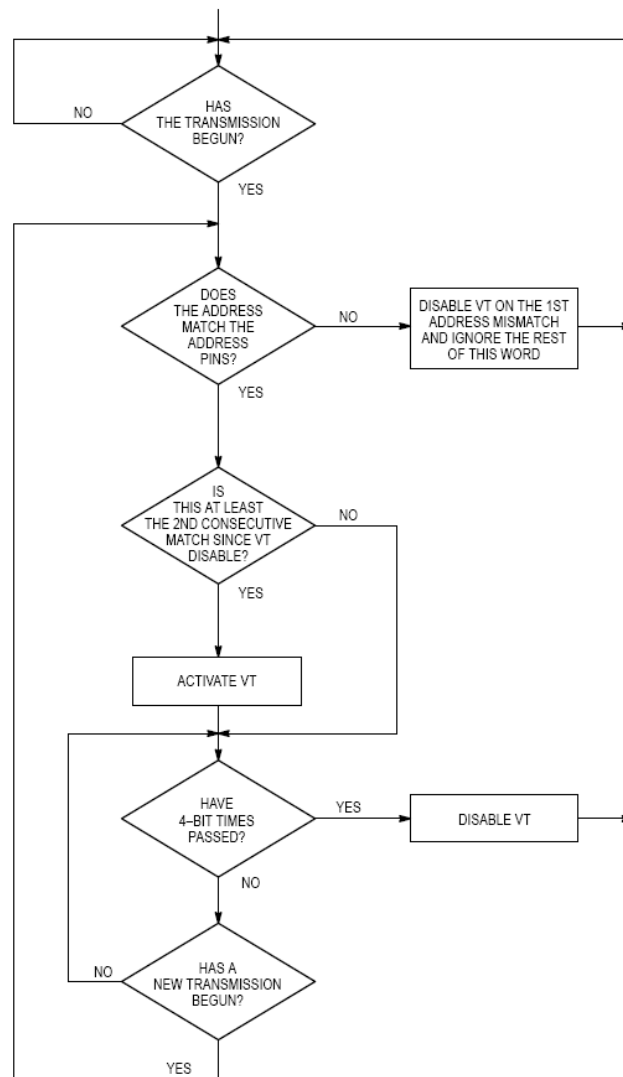 HAS
THE TRANSMISSION
BEGUN?
NO
YES
DOES
THE ADDRESS
MATCH THE
ADDRESS
PINS?
NO
DISABLE VT ON THE 1ST
ADDRESS MISMATCH
AND IGNORE THE REST
OF THIS WORD
YES
IS
THIS AT LEAST
THE 2ND CONSECUTIVE
MATCH SINCE VT
DISABLE?
NO
YES
ACTIVATE VT
HAVE
4–BIT TIMES
PASSED?
YES
DISABLE VT
NO
HAS A
NEW TRANSMISSION
BEGUN?
NO
YES